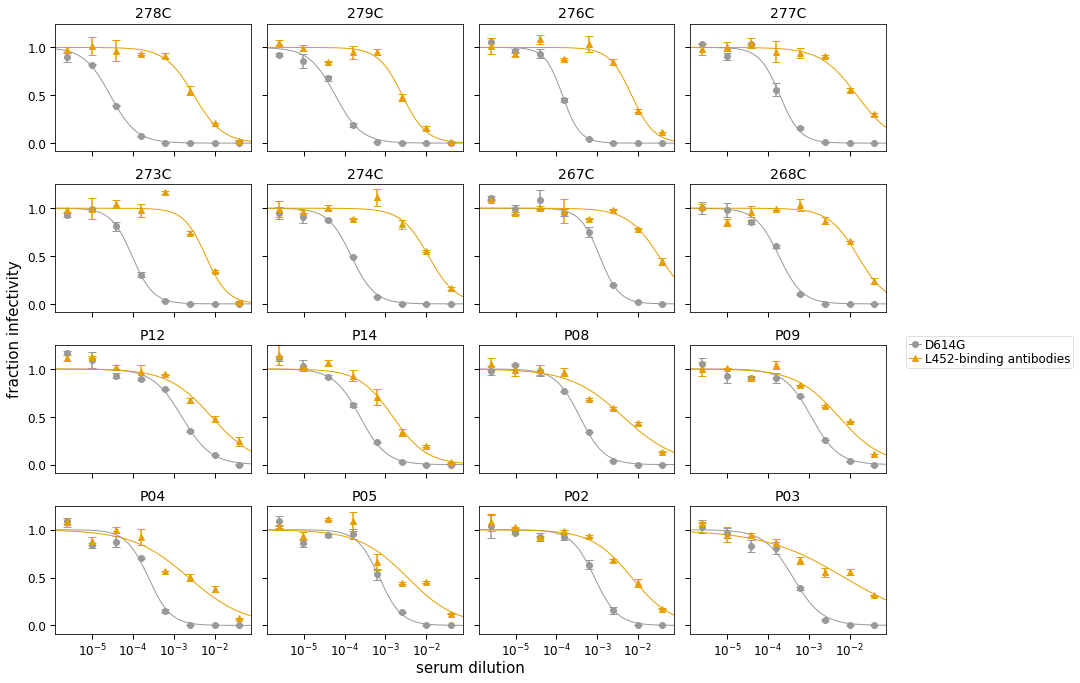 278C 279C 276C 277C
1.0
0.5
0.0
273C 274C 267C 268C
1.0
0.5
0.0
P12 P14 P08 P09
1.0
0.5
0.0
P04 P05 P02 P03
1.0
0.5
0.0
10⁻⁵ 10⁻⁴ 10⁻³ 10⁻² 10⁻⁵ 10⁻⁴ 10⁻³ 10⁻² 10⁻⁵ 10⁻⁴ 10⁻³ 10⁻² 10⁻⁵ 10⁻⁴ 10⁻³ 10⁻²
serum dilution
fraction infectivity
D614G
L452-binding antibodies